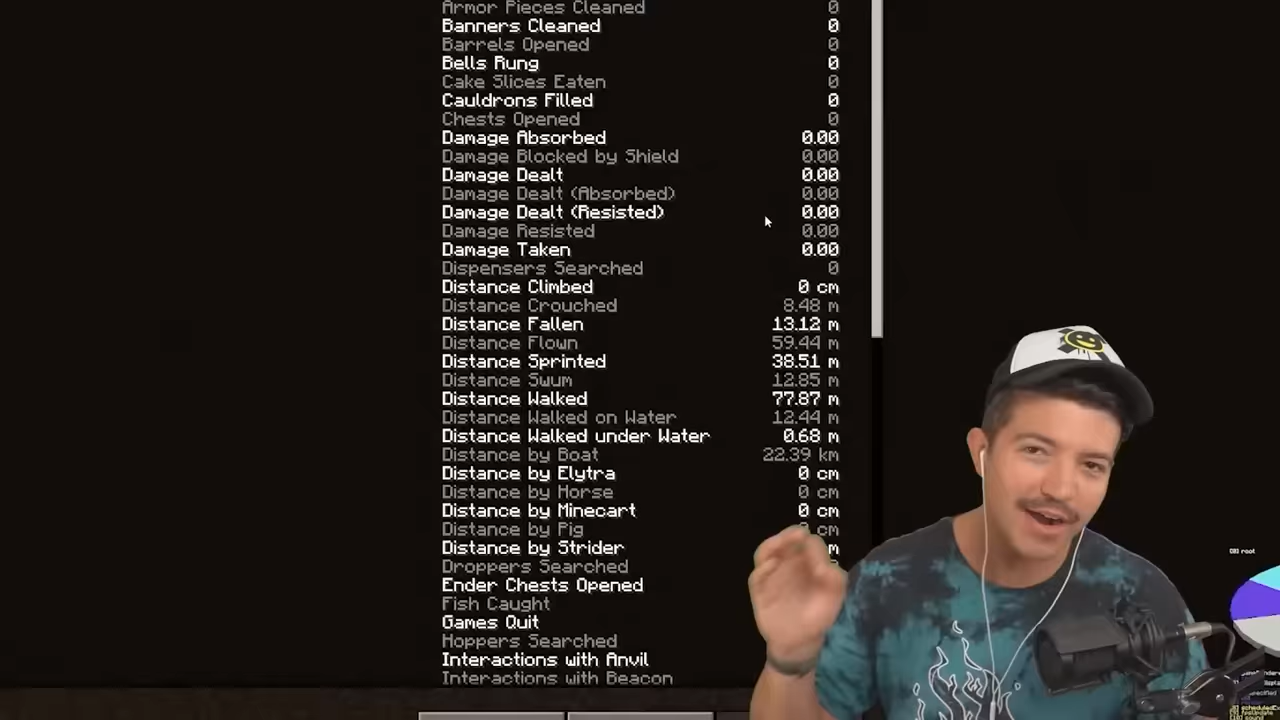 Armor Pieces Cleaned 0
Banners Cleaned 0
Barrels Opened 0
Bells Rung 0
Cake Slices Eaten 0
Cauldrons Filled 0
Chests Opened 0
Damage Absorbed 0.00
Damage Blocked by Shield 0.00
Damage Dealt 0.00
Damage Dealt (Absorbed) 0.00
Damage Dealt (Resisted) 0.00
Damage Resisted 0.00
Damage Taken 0.00
Dispensers Searched 0
Distance Climbed 0 cm
Distance Crouched 8.48 m
Distance Fallen 13.12 m
Distance Flown 59.44 m
Distance Sprinted 38.51 m
Distance Swum 12.85 m
Distance Walked 77.87 m
Distance Walked on Water 12.44 m
Distance Walked under Water 0.68 m
Distance by Boat 22.39 km
Distance by Elytra 0 cm
Distance by Horse 0 cm
Distance by Minecart 0 cm
Distance by Pig cm
Distance by Strider m
Droppers Searched
Ender Chests Opened
Fish Caught
Games Quit
Hoppers Searched
Interactions with Anvil
Interactions with Beacon
root